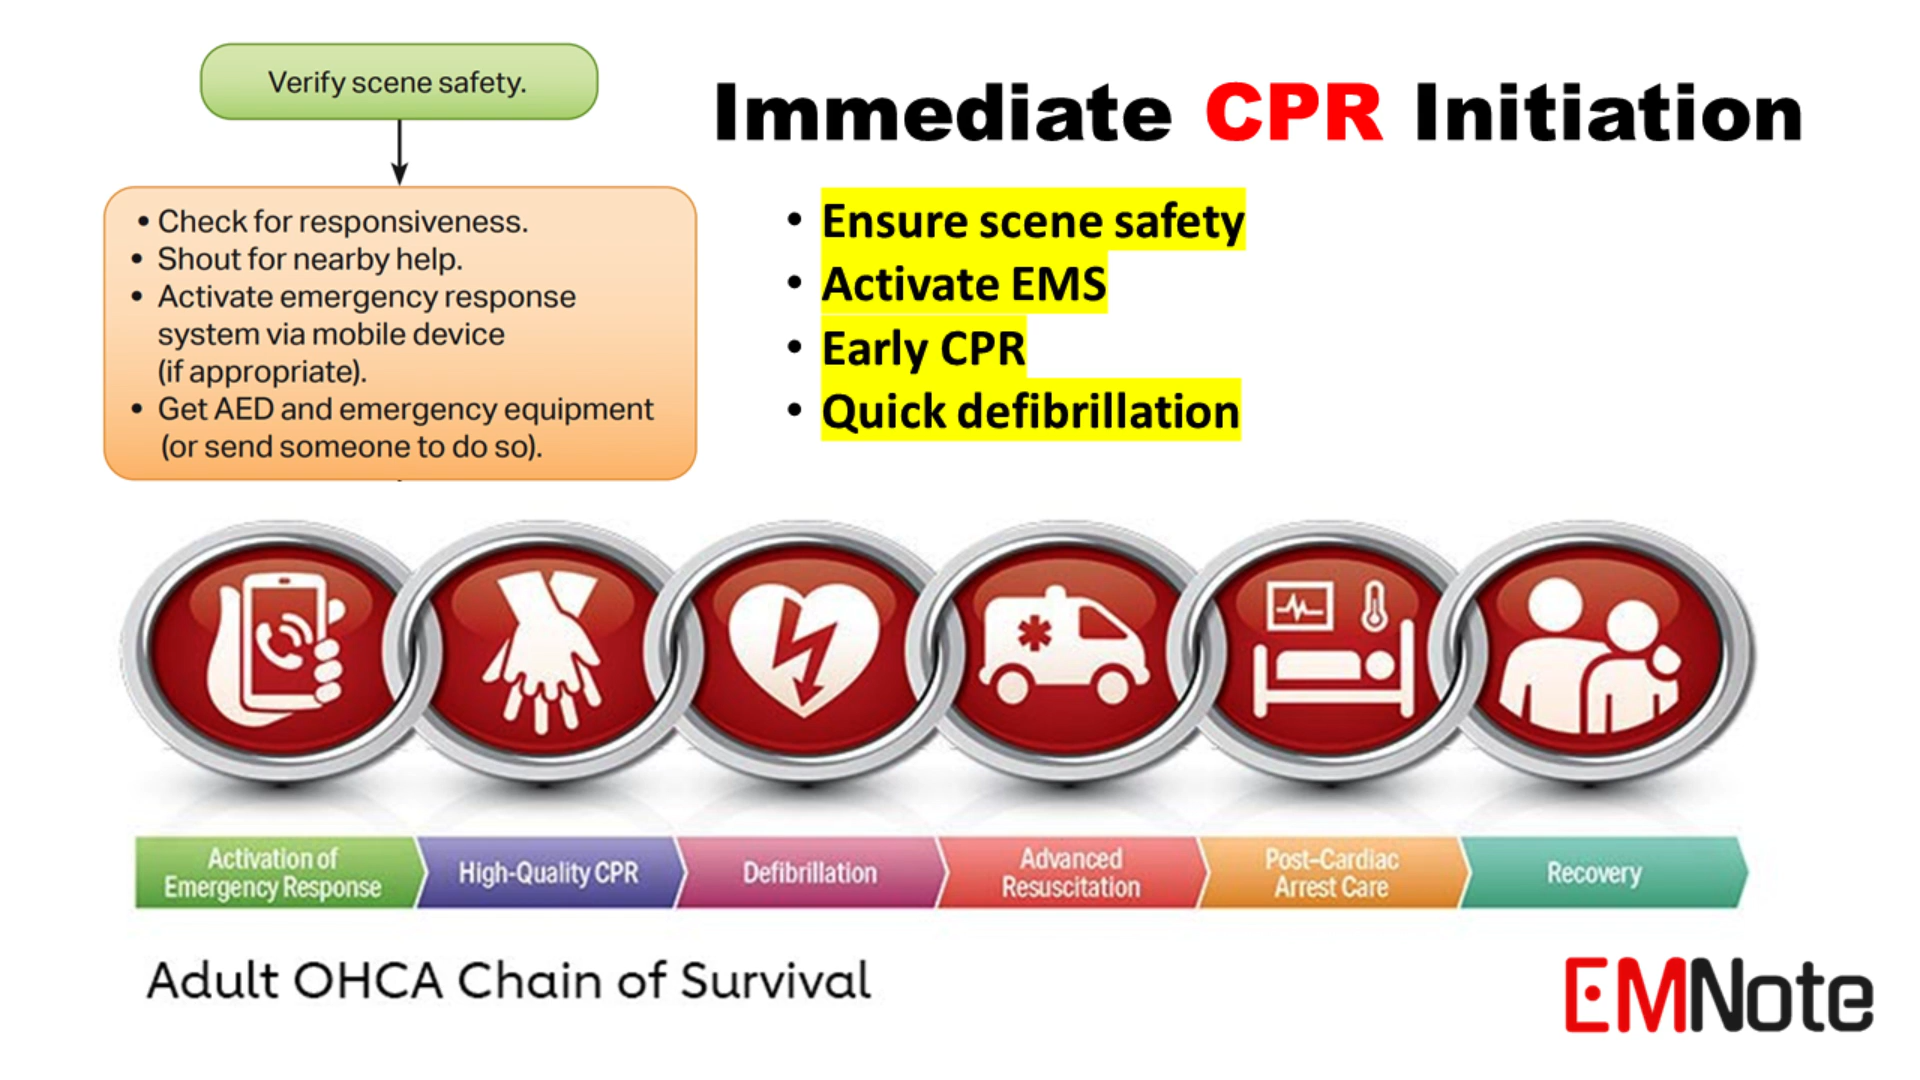 Verify scene safety.
• Check for responsiveness.
• Shout for nearby help.
• Activate emergency response
system via mobile device
(if appropriate).
• Get AED and emergency equipment
(or send someone to do so).
Immediate CPR Initiation
• Ensure scene safety
• Activate EMS
• Early CPR
• Quick defibrillation
Activation of
Emergency Response
High-Quality CPR
Defibrillation
Advanced
Resuscitation
Post–Cardiac
Arrest Care
Recovery
Adult OHCA Chain of Survival
EMNote